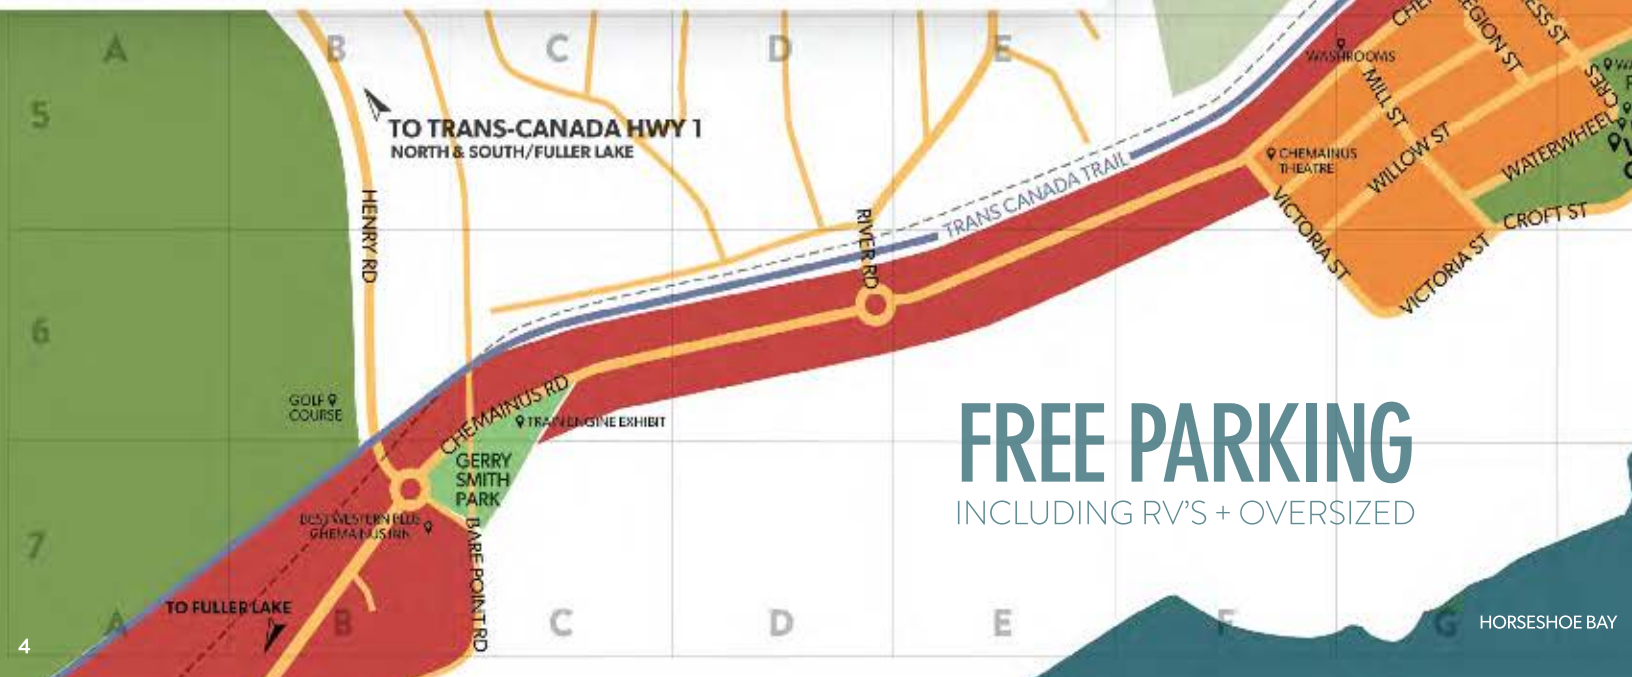 A
B
C
D
E
5
6
7
TO TRANS-CANADA HWY 1
NORTH & SOUTH/FULLER LAKE
HENRY RD
RIVER RD
TRANS CANADA TRAIL
WASHROOMS
MILL ST
WILLOW ST
WATERWHEEL
CRES
CHEMAINUS
THEATRE
VICTORIA ST
VICTORIA ST
CROFT ST
GOLF
COURSE
CHEMAINUS RD
TRAIN ENGINE EXHIBIT
GERRY
SMITH
PARK
BEST WESTERN PLUS
CHEMAINUS INN
BARE POINT RD
TO FULLER LAKE
FREE PARKING
INCLUDING RV'S + OVERSIZED
A
B
C
D
E
F
G
HORSESHOE BAY
4